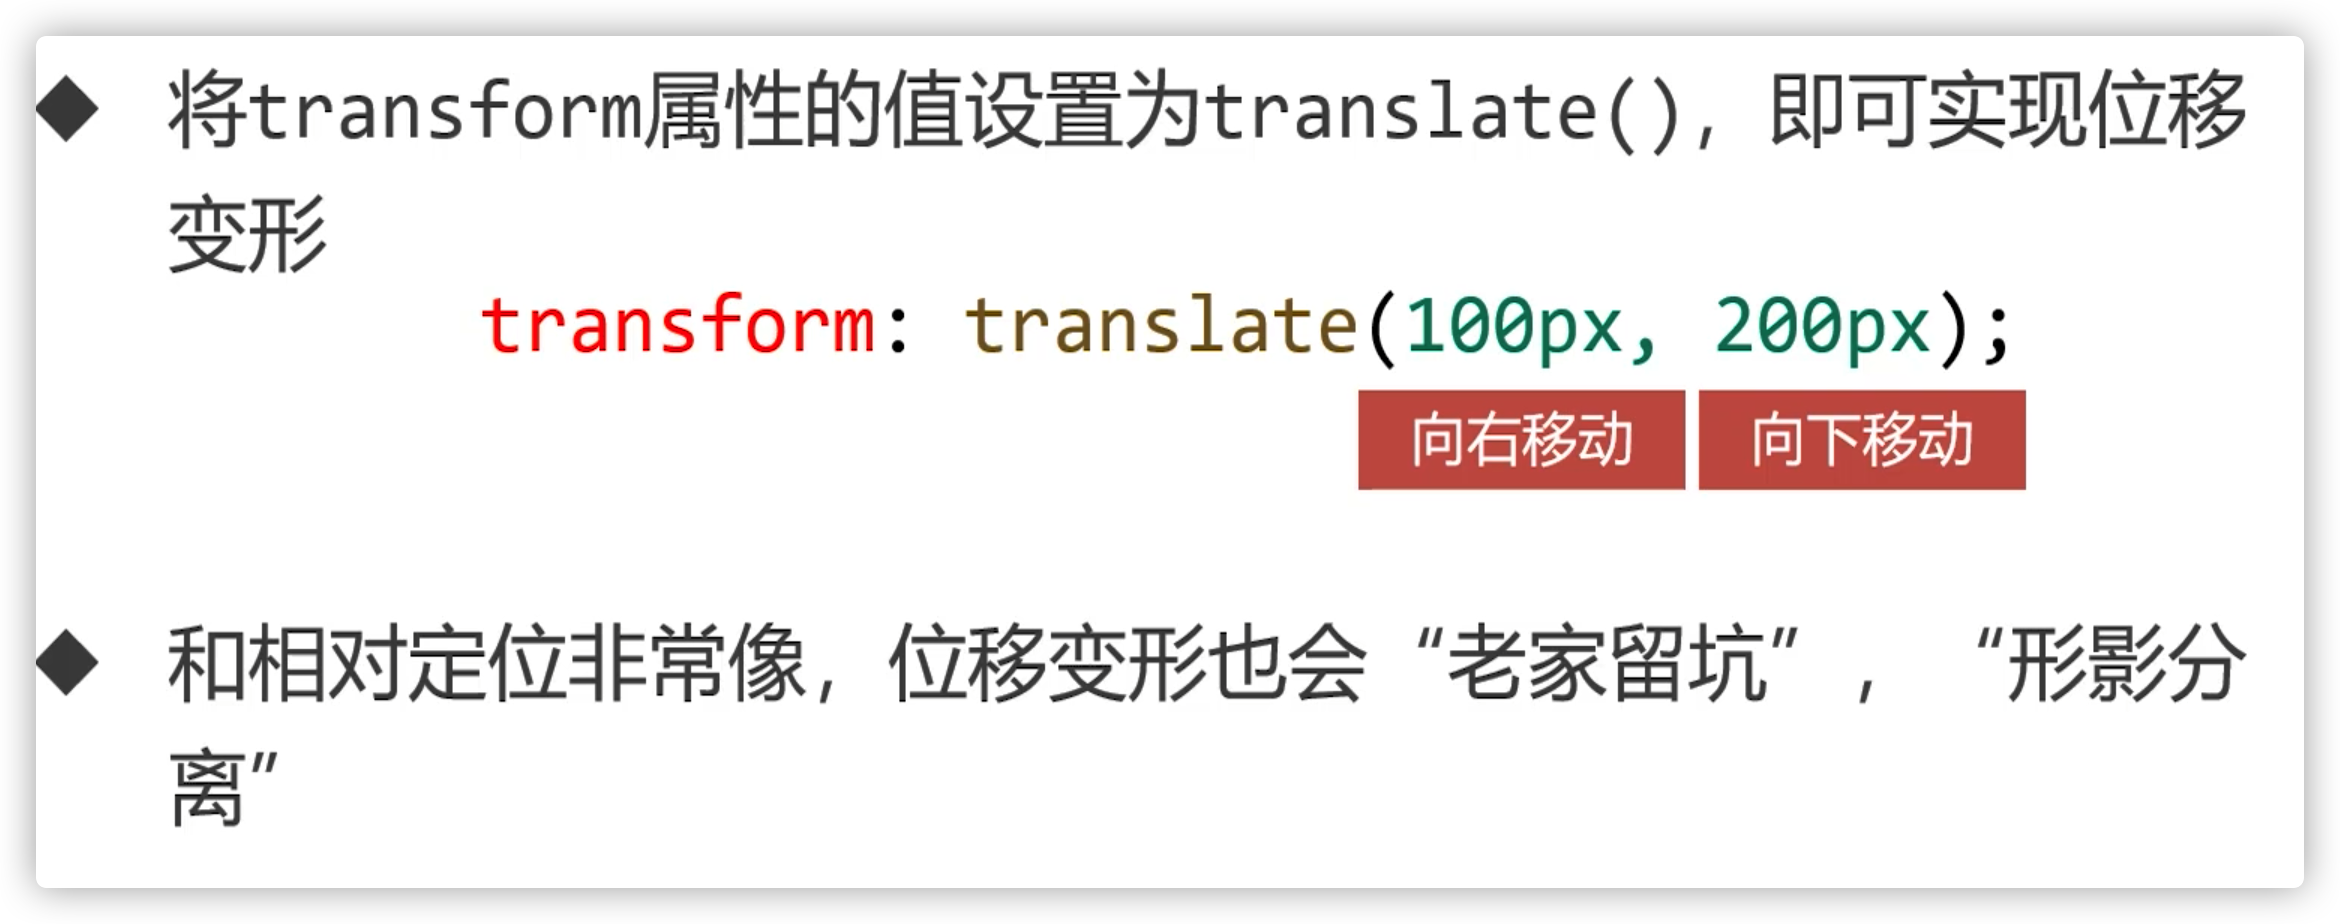 ◆ 将transform属性的值设置为translate(), 即可实现位移
变形
transform: translate(100px, 200px);
向右移动 向下移动
◆ 和相对定位非常像, 位移变形也会“老家留坑”, “形影分
离”